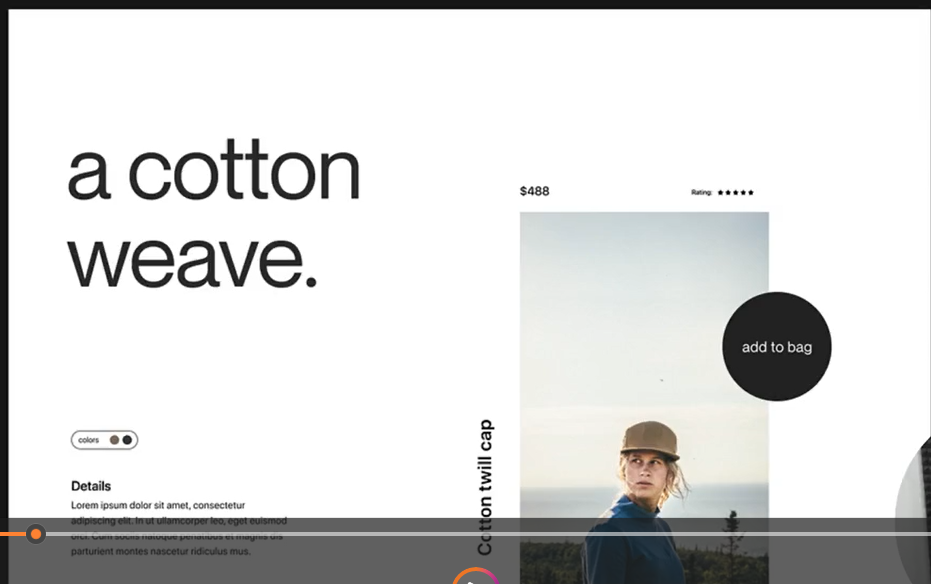 a cotton
weave.
$488
Rating:
add to bag
Cotton twill cap
colors
Details
Lorem ipsum dolor sit amet, consectetur
adipiscing elit. In ut ullamcorper leo, eget euismod
orci. Cum sociis natoque penatibus et magnis dis
parturient montes nascetur ridiculus mus.